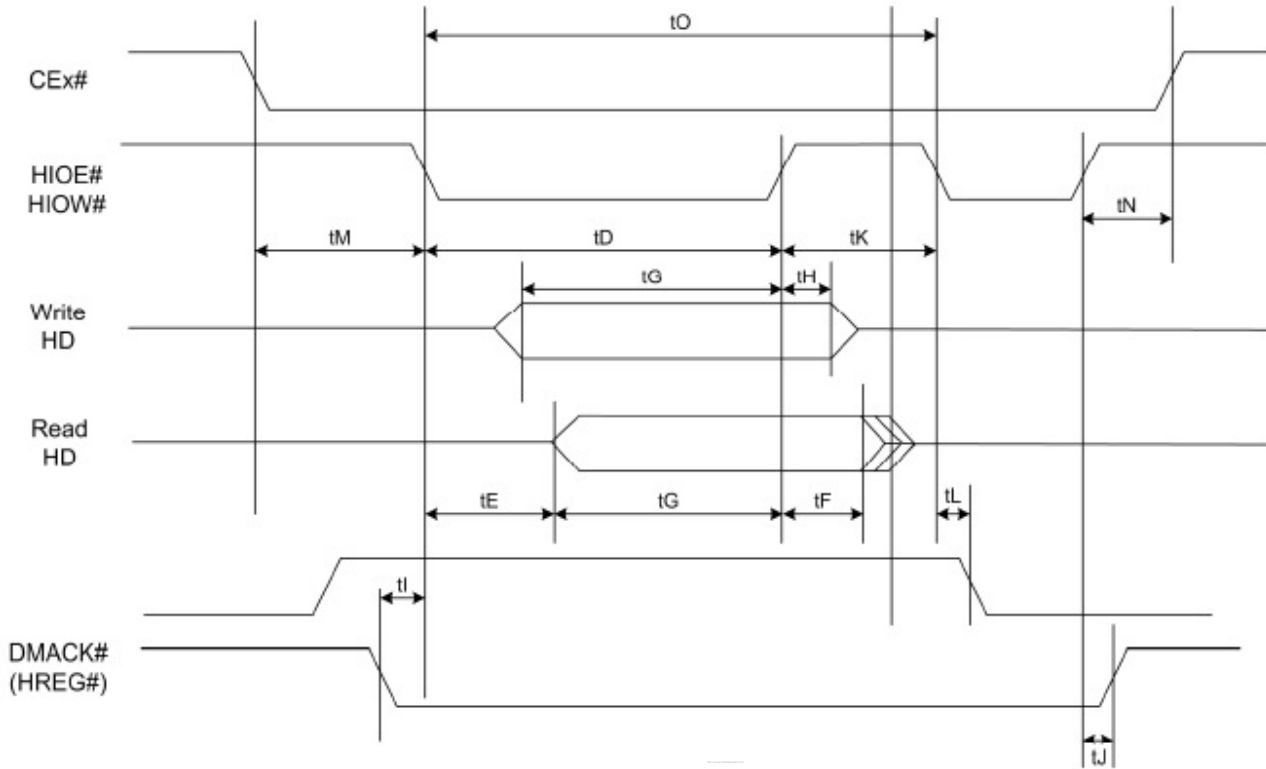 tO
CEx#
HIOE#
HIOW#
tN
tM
tD
tK
tG
tH
Write
HD
Read
HD
tE
tG
tF
tL
tI
DMACK#
(HREG#)
tJ